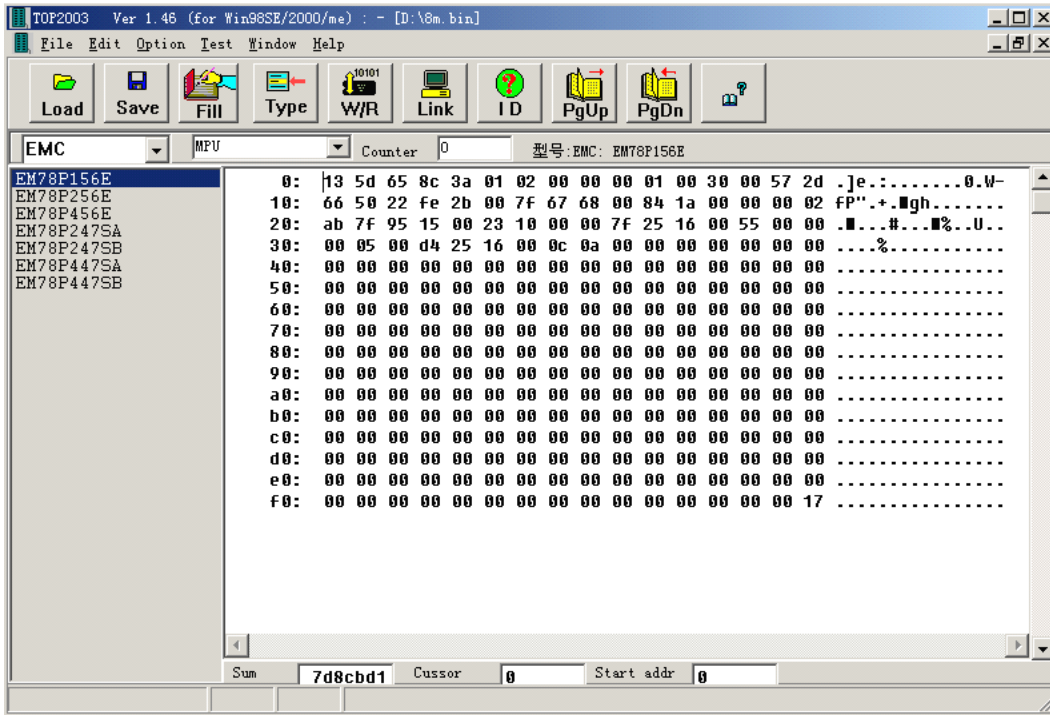 TOP2003 Ver 1.46 (for Win98SE/2000/me) : - [D:\8m.bin]
File Edit Option Test Window Help
Load Save Fill Type W/R Link ID PgUp PgDn
10101
EMC MPU Counter 0 型号:EMC: EM78P156E
EM78P156E
EM78P256E
EM78P456E
EM78P247SA
EM78P247SB
EM78P447SA
EM78P447SB
0: 13 5d 65 8c 3a 01 02 00 00 00 01 00 30 00 57 2d .]e.:.......0.W-
10: 66 50 22 fe 2b 00 7f 67 68 00 84 1a 00 00 00 02 fP".+.■gh.......
20: ab 7f 95 15 00 23 10 00 00 7f 25 16 00 55 00 00 .■...#...■%..U..
30: 00 05 00 d4 25 16 00 0c 0a 00 00 00 00 00 00 00 ....%...........
40: 00 00 00 00 00 00 00 00 00 00 00 00 00 00 00 00 ................
50: 00 00 00 00 00 00 00 00 00 00 00 00 00 00 00 00 ................
60: 00 00 00 00 00 00 00 00 00 00 00 00 00 00 00 00 ................
70: 00 00 00 00 00 00 00 00 00 00 00 00 00 00 00 00 ................
80: 00 00 00 00 00 00 00 00 00 00 00 00 00 00 00 00 ................
90: 00 00 00 00 00 00 00 00 00 00 00 00 00 00 00 00 ................
a0: 00 00 00 00 00 00 00 00 00 00 00 00 00 00 00 00 ................
b0: 00 00 00 00 00 00 00 00 00 00 00 00 00 00 00 00 ................
c0: 00 00 00 00 00 00 00 00 00 00 00 00 00 00 00 00 ................
d0: 00 00 00 00 00 00 00 00 00 00 00 00 00 00 00 00 ................
e0: 00 00 00 00 00 00 00 00 00 00 00 00 00 00 00 00 ................
f0: 00 00 00 00 00 00 00 00 00 00 00 00 00 00 00 17 ................
Sum 7d8cbd1 Cussor 0 Start addr 0